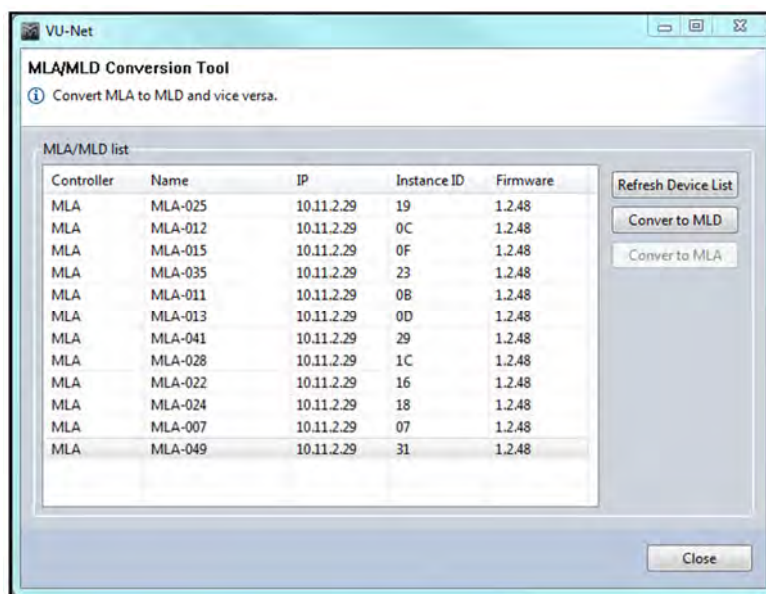 VU-Net
MLA/MLD Conversion Tool
Convert MLA to MLD and vice versa.
MLA/MLD list
Controller Name IP Instance ID Firmware
MLA MLA-025 10.11.2.29 19 1.2.48
MLA MLA-012 10.11.2.29 0C 1.2.48
MLA MLA-015 10.11.2.29 0F 1.2.48
MLA MLA-035 10.11.2.29 23 1.2.48
MLA MLA-011 10.11.2.29 0B 1.2.48
MLA MLA-013 10.11.2.29 0D 1.2.48
MLA MLA-041 10.11.2.29 29 1.2.48
MLA MLA-028 10.11.2.29 1C 1.2.48
MLA MLA-022 10.11.2.29 16 1.2.48
MLA MLA-024 10.11.2.29 18 1.2.48
MLA MLA-007 10.11.2.29 07 1.2.48
MLA MLA-049 10.11.2.29 31 1.2.48
Refresh Device List
Conver to MLD
Conver to MLA
Close